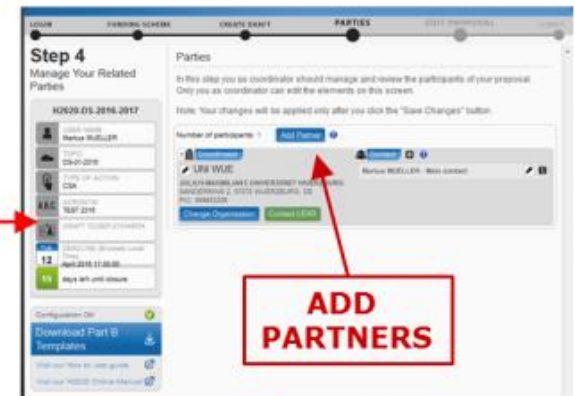 LOGIN FUNDING SCHEME CREATE DRAFT PARTIES EDIT PROPOSAL
Step 4
Manage Your Related
Parties
H2020-DS-2016-2017
USER NAME
Markus MUELLER
TOPIC
DS-01-2016
TYPE OF ACTION
CSA
ACRONYM
TEST 2016
12
April 2016 17:00:00
days left until closure
Download Part B
Templates
Parties
In this step you as coordinator should manage and review the participants of your proposal.
Only you as coordinator can edit the elements on this screen.
Note: Your changes will be applied only after you click the "Save Changes" button.
Number of participants: 1 Add Partner
Coordinator Contact
UNI WUE Markus MUELLER - Main contact
Change Organisation Contact LEAR
ADD
PARTNERS